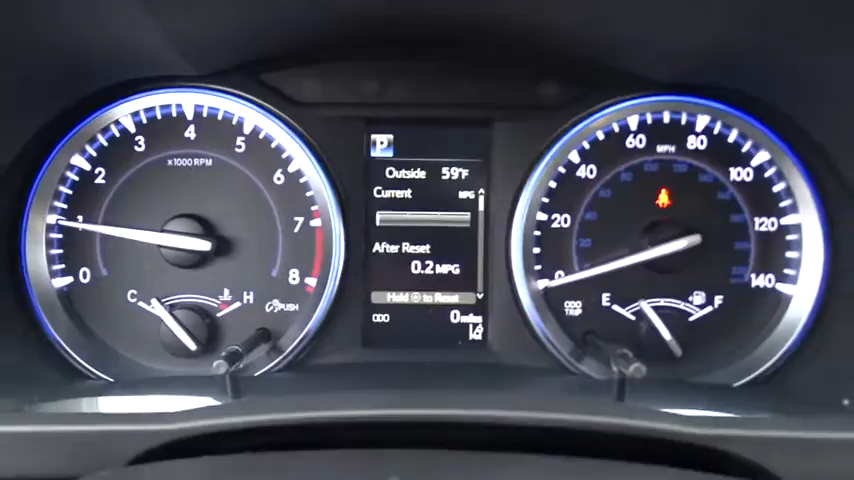 0 1 2 3 4 5 6 7 8
×1000 RPM
C H
PUSH
P
Outside 59°F
Current MPG
After Reset
0.2 MPG
Hold to Reset
ODO 0 miles
0 20 40 60 80 100 120 140
MPH
ODO
TRIP
E F